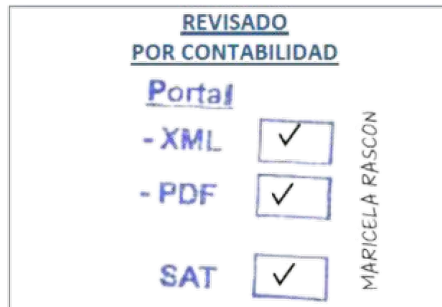 REVISADO
POR CONTABILIDAD
Portal
- XML ✓
- PDF ✓
SAT ✓
MARICELA RASCON